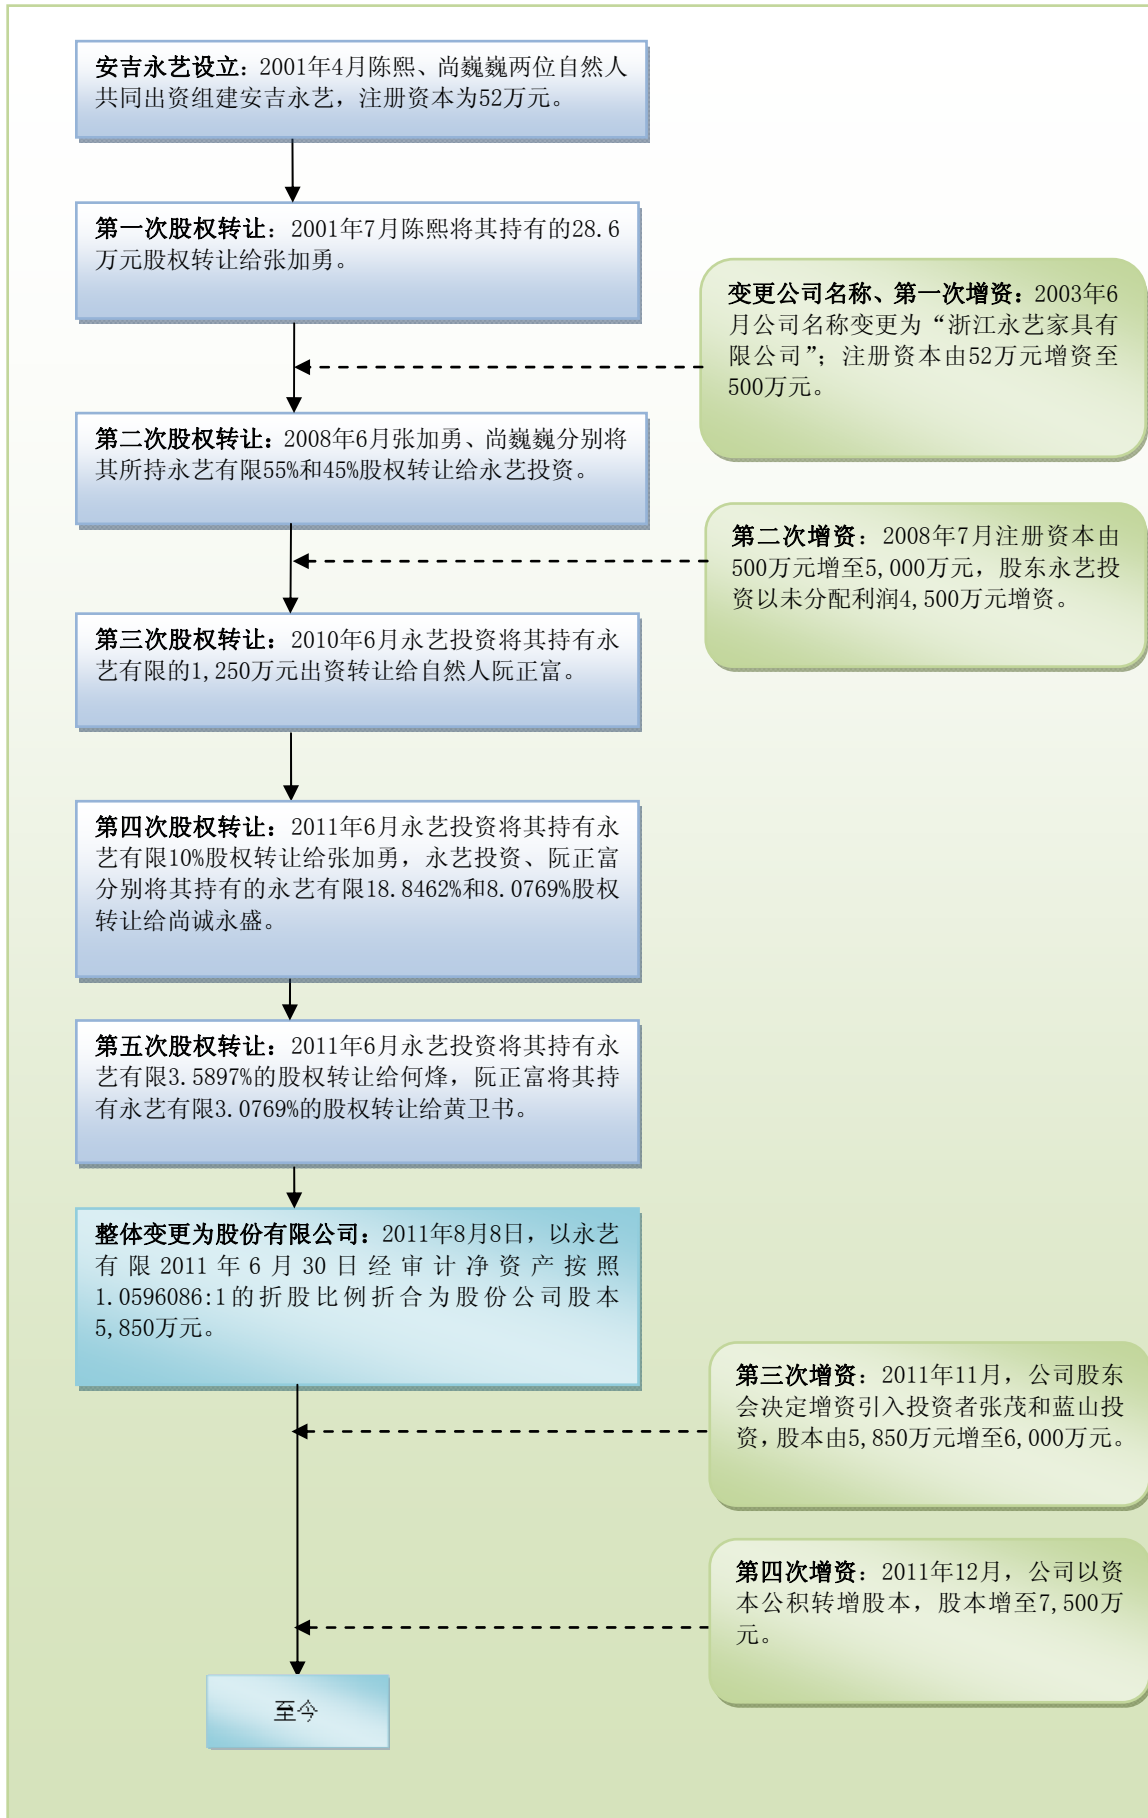 安吉永艺设立：2001年4月陈熙、尚巍巍两位自然人
共同出资组建安吉永艺，注册资本为52万元。
第一次股权转让：2001年7月陈熙将其持有的28.6
万元股权转让给张加勇。
变更公司名称、第一次增资：2003年6
月公司名称变更为“浙江永艺家具有
限公司”；注册资本由52万元增资至
500万元。
第二次股权转让：2008年6月张加勇、尚巍巍分别将
其所持永艺有限55%和45%股权转让给永艺投资。
第二次增资：2008年7月注册资本由
500万元增至5,000万元，股东永艺投
资以未分配利润4,500万元增资。
第三次股权转让：2010年6月永艺投资将其持有永
艺有限的1,250万元出资转让给自然人阮正富。
第四次股权转让：2011年6月永艺投资将其持有永
艺有限10%股权转让给张加勇，永艺投资、阮正富
分别将其持有的永艺有限18.8462%和8.0769%股权
转让给尚诚永盛。
第五次股权转让：2011年6月永艺投资将其持有永
艺有限3.5897%的股权转让给何烽，阮正富将其持
有永艺有限3.0769%的股权转让给黄卫书。
整体变更为股份有限公司：2011年8月8日，以永艺
有限2011年6月30日经审计净资产按照
1.0596086:1的折股比例折合为股份公司股本
5,850万元。
第三次增资：2011年11月，公司股东
会决定增资引入投资者张茂和蓝山投
资，股本由5,850万元增至6,000万元。
第四次增资：2011年12月，公司以资
本公积转增股本，股本增至7,500万
元。
至今